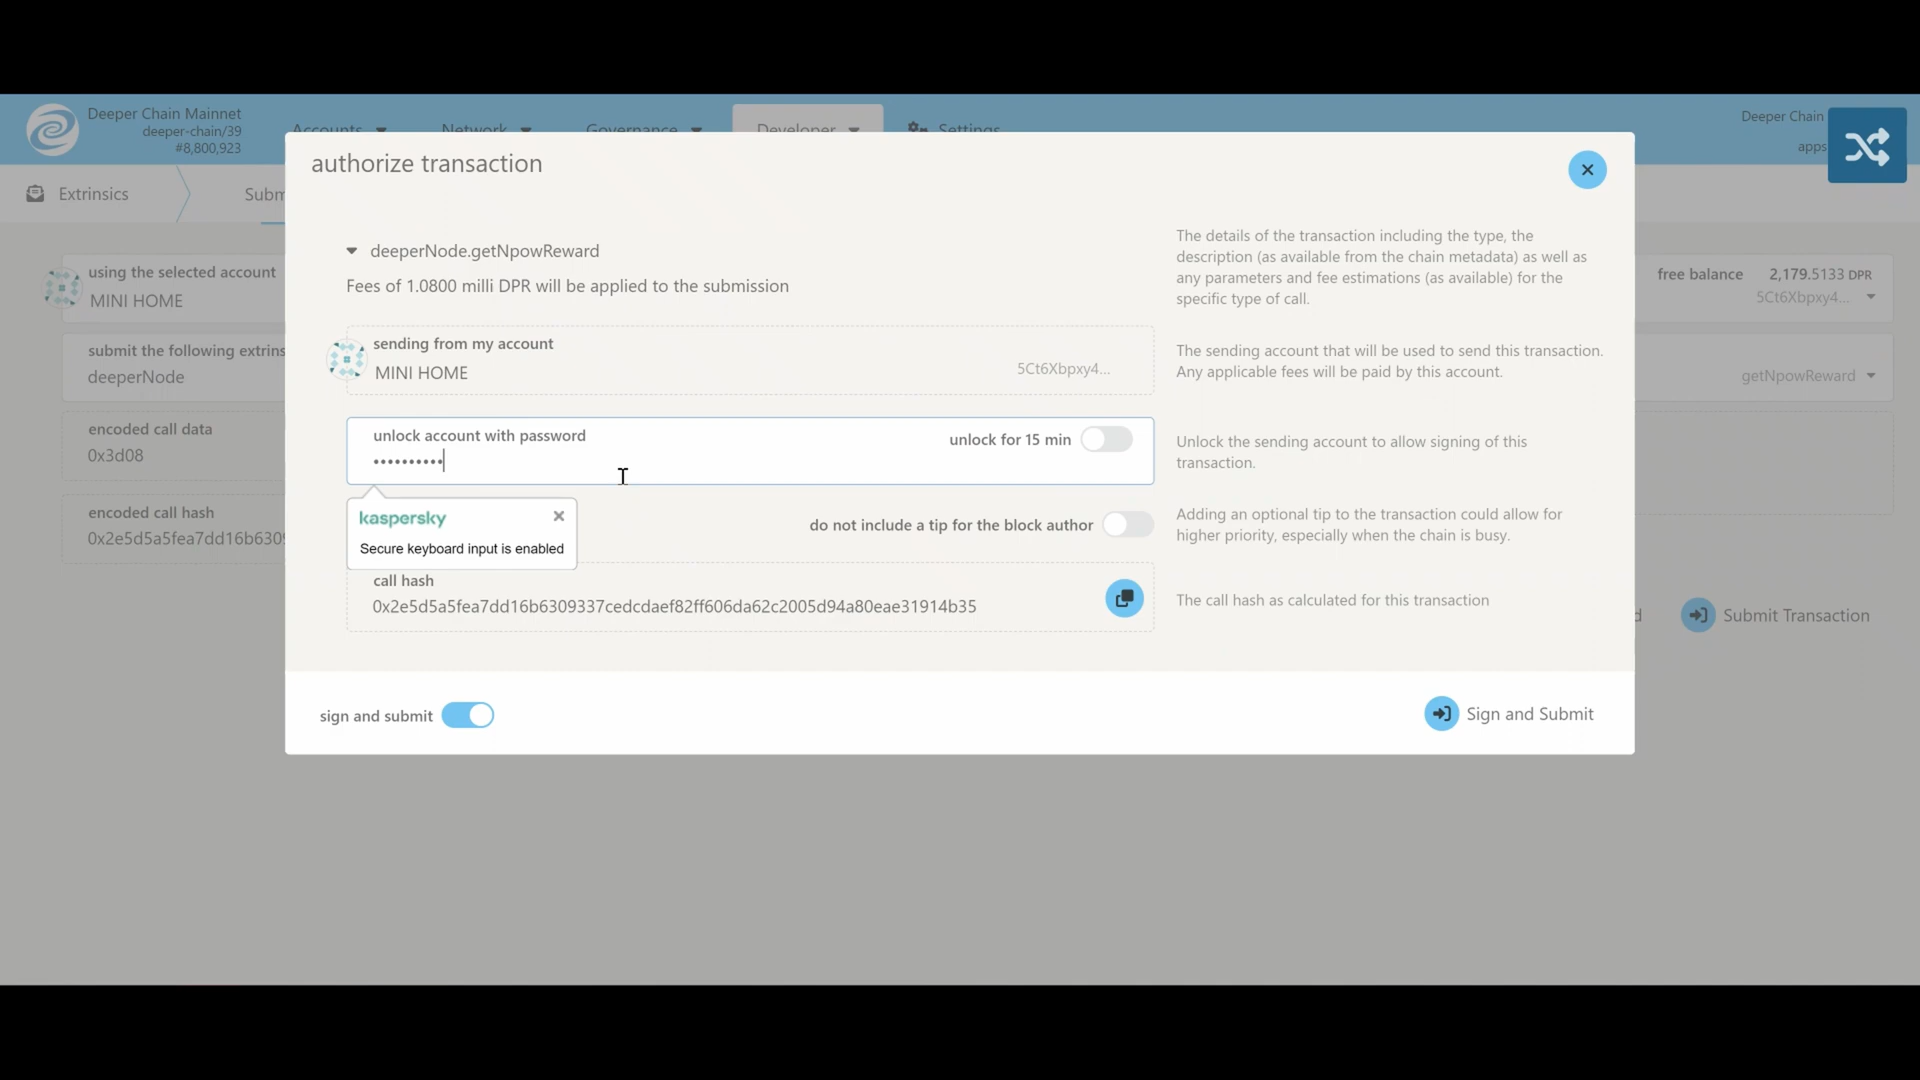 Deeper Chain Mainnet
deeper-chain/39
#8,800,923
Accounts
Network
Governance
Developer
Settings
Deeper Chain
apps
Extrinsics
Subm
authorize transaction
using the selected account
MINI HOME
free balance 2,179.5133 DPR
5Ct6Xbpxy4...
submit the following extrins
deeperNode
getNpowReward
encoded call data
0x3d08
encoded call hash
0x2e5d5a5fea7dd16b6309
deeperNode.getNpowReward
Fees of 1.0800 milli DPR will be applied to the submission
The details of the transaction including the type, the
description (as available from the chain metadata) as well as
any parameters and fee estimations (as available) for the
specific type of call.
sending from my account
MINI HOME
5Ct6Xbpxy4...
The sending account that will be used to send this transaction.
Any applicable fees will be paid by this account.
unlock account with password
••••••••••
unlock for 15 min
Unlock the sending account to allow signing of this
transaction.
kaspersky
Secure keyboard input is enabled
do not include a tip for the block author
Adding an optional tip to the transaction could allow for
higher priority, especially when the chain is busy.
call hash
0x2e5d5a5fea7dd16b6309337cedcdaef82ff606da62c2005d94a80eae31914b35
The call hash as calculated for this transaction
d
Submit Transaction
sign and submit
Sign and Submit